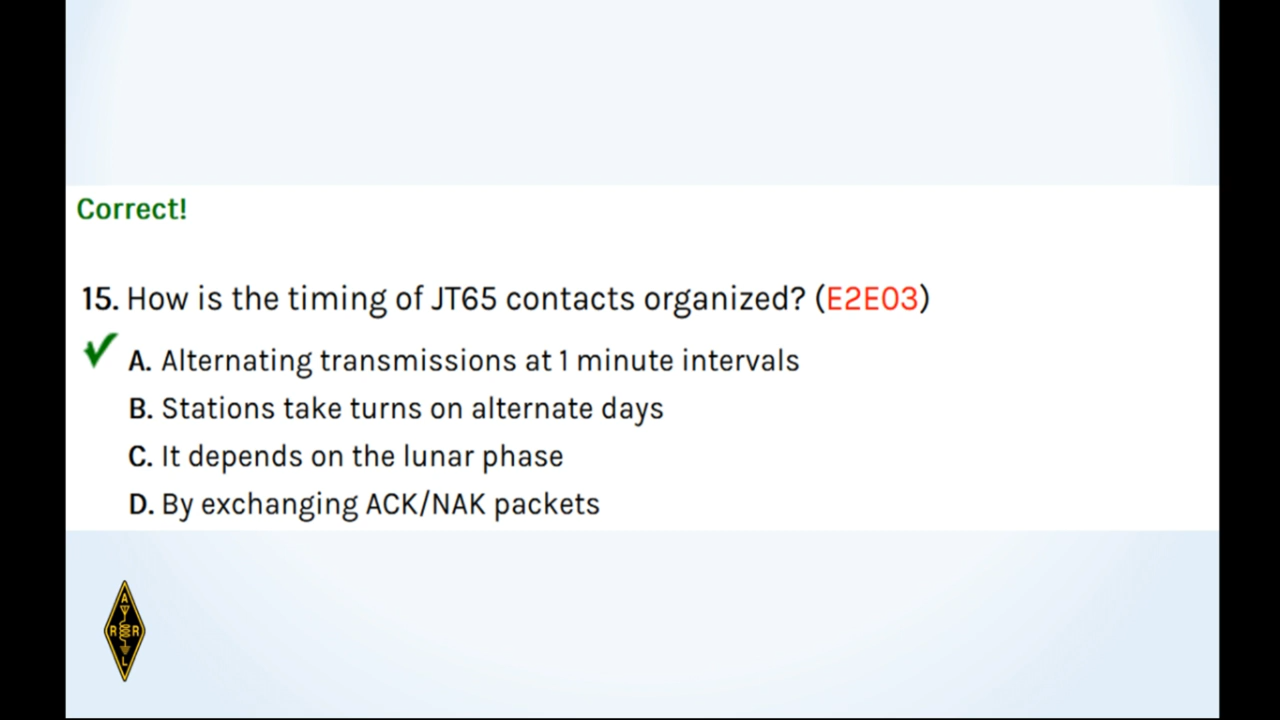 Correct!
15. How is the timing of JT65 contacts organized? (E2E03)
A. Alternating transmissions at 1 minute intervals
B. Stations take turns on alternate days
C. It depends on the lunar phase
D. By exchanging ACK/NAK packets
A
R R
L